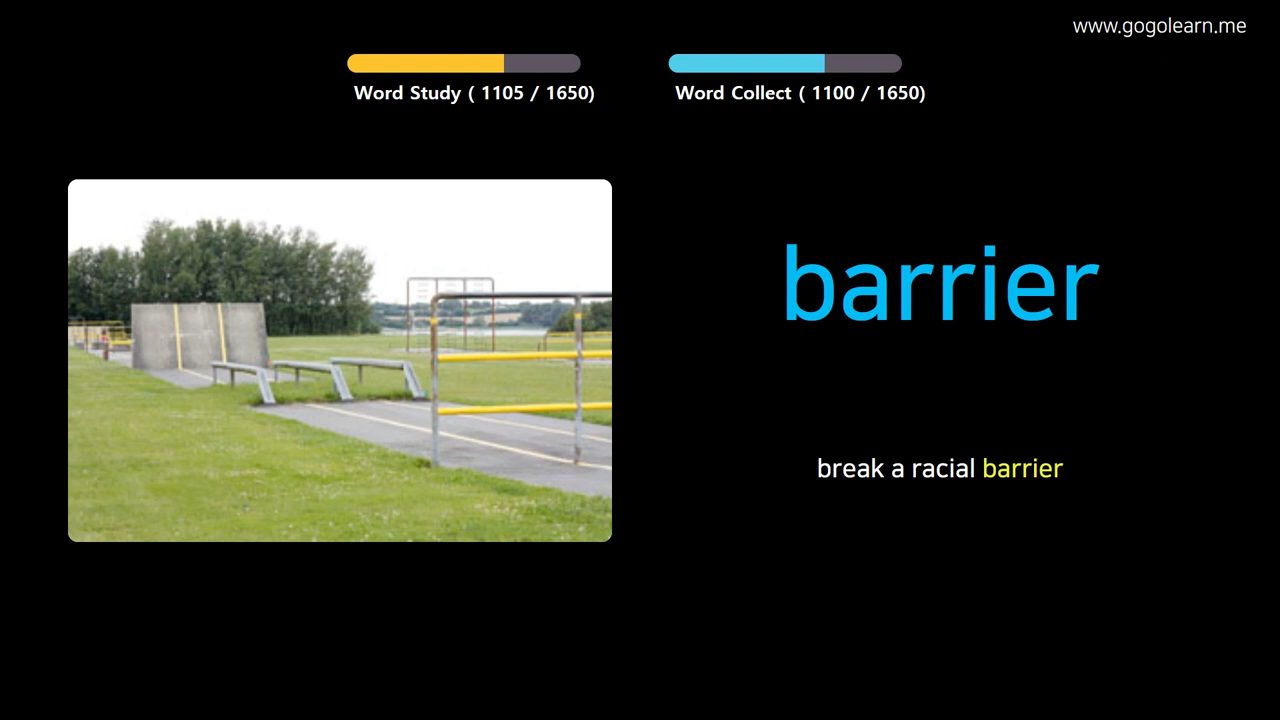 www.gogolearn.me
Word Study ( 1105 / 1650)
Word Collect ( 1100 / 1650)
barrier
break a racial barrier